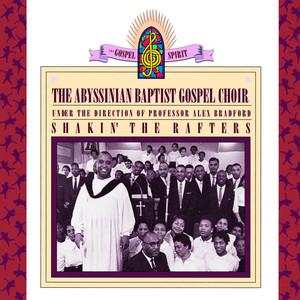 THE GOSPEL SPIRIT
THE ABYSSINIAN BAPTIST GOSPEL CHOIR
UNDER THE DIRECTION OF PROFESSOR ALEX BRADFORD
SHAKIN' THE RAFTERS